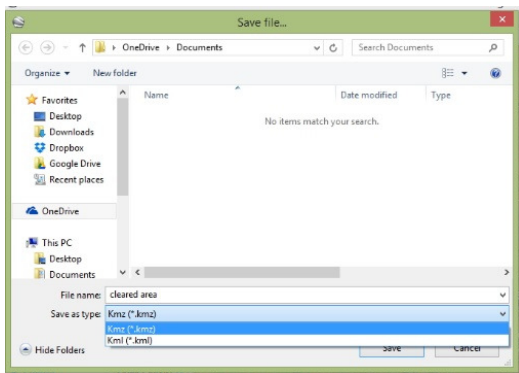 Save file...
OneDrive Documents
Search Documents
Organize New folder
Name Date modified Type
No items match your search.
Favorites
Desktop
Downloads
Dropbox
Google Drive
Recent places
OneDrive
This PC
Desktop
Documents
File name: cleared area
Save as type: Kmz (*.kmz)
Kmz (*.kmz)
Kml (*.kml)
Hide Folders Save Cancel